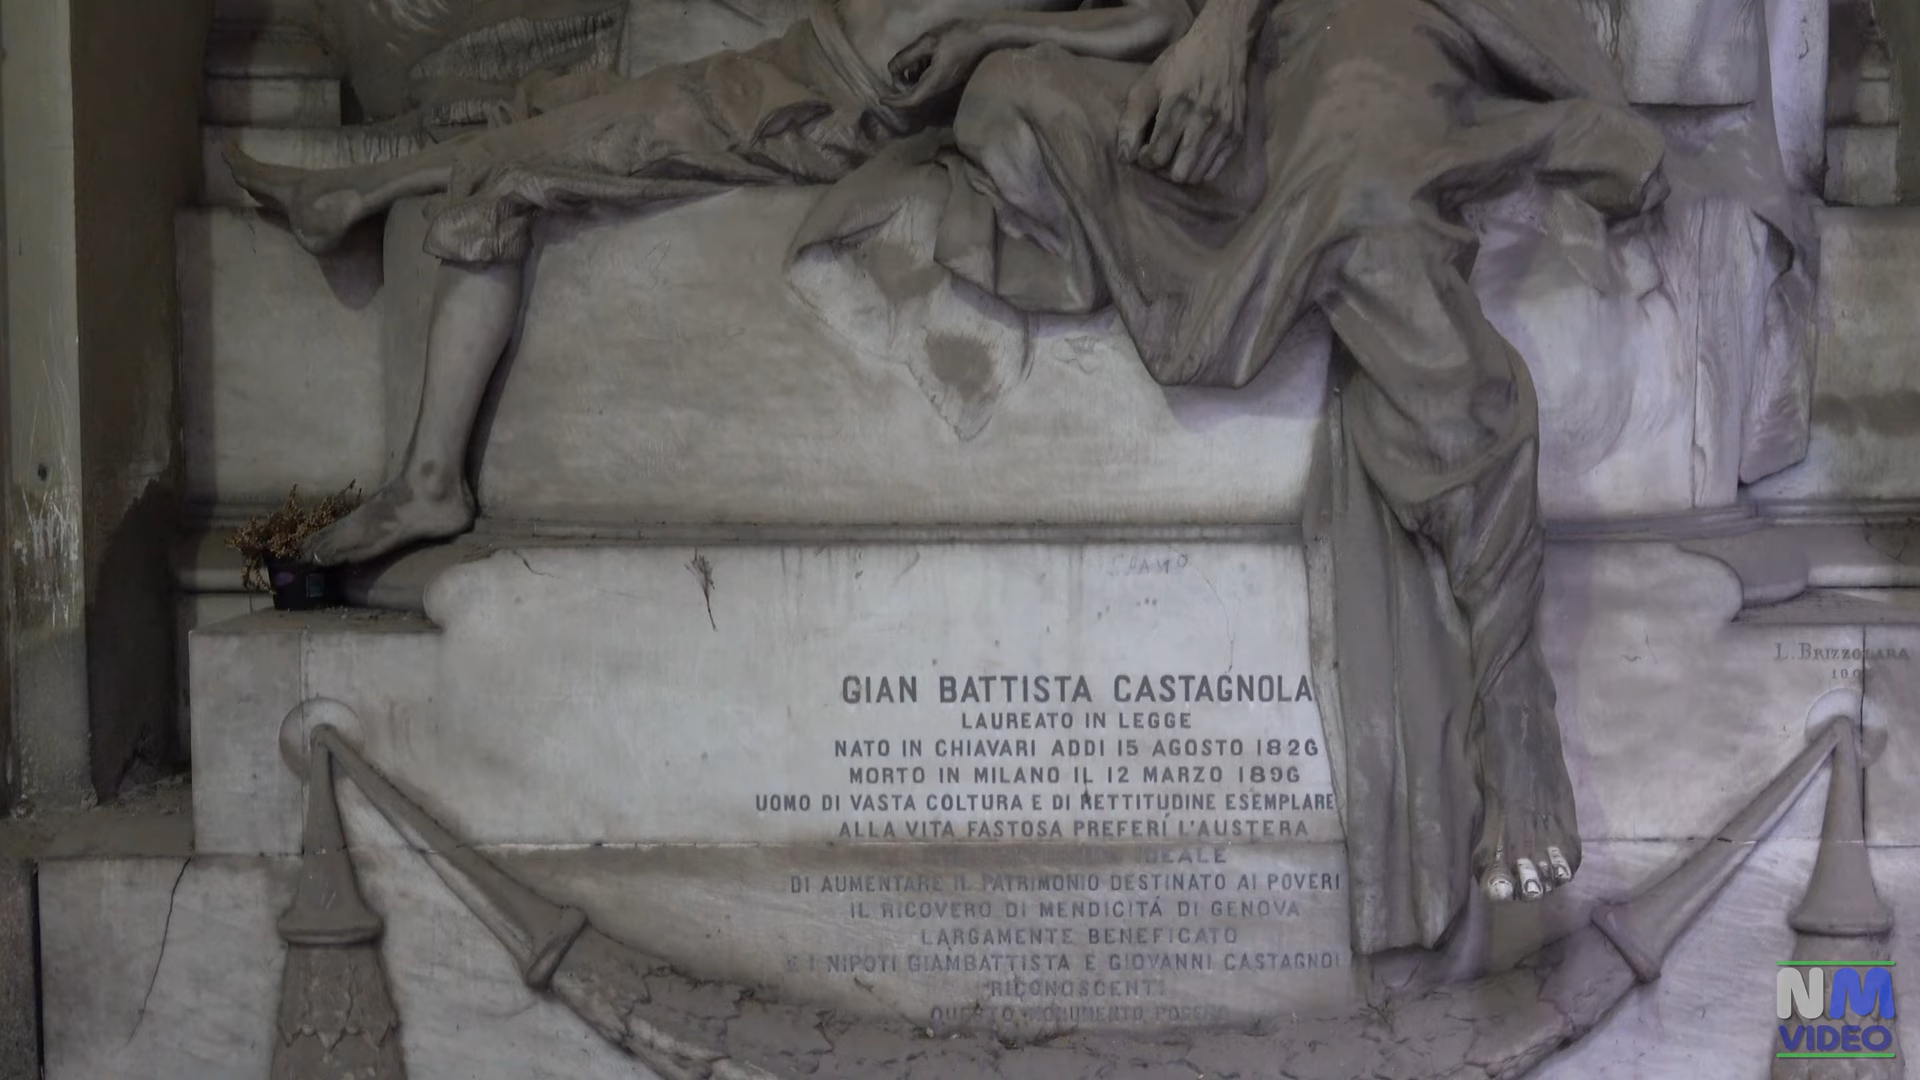 SPAMO
GIAN BATTISTA CASTAGNOLA
LAUREATO IN LEGGE
NATO IN CHIAVARI ADDI 15 AGOSTO 1826
MORTO IN MILANO IL 12 MARZO 1896
UOMO DI VASTA COLTURA E DI RETTITUDINE ESEMPLARE
ALLA VITA FASTOSA PREFERÍ L'AUSTERA
IDEALE
DI AUMENTARE IL PATRIMONIO DESTINATO AI POVERI
IL RICOVERO DI MENDICITÁ DI GENOVA
LARGAMENTE BENEFICATO
E I NIPOTI GIAMBATTISTA E GIOVANNI CASTAGNOL
RICONOSCENTI
QUESTO MONUMENTO POSERO
L. BRIZZOLARA
NM
VIDEO